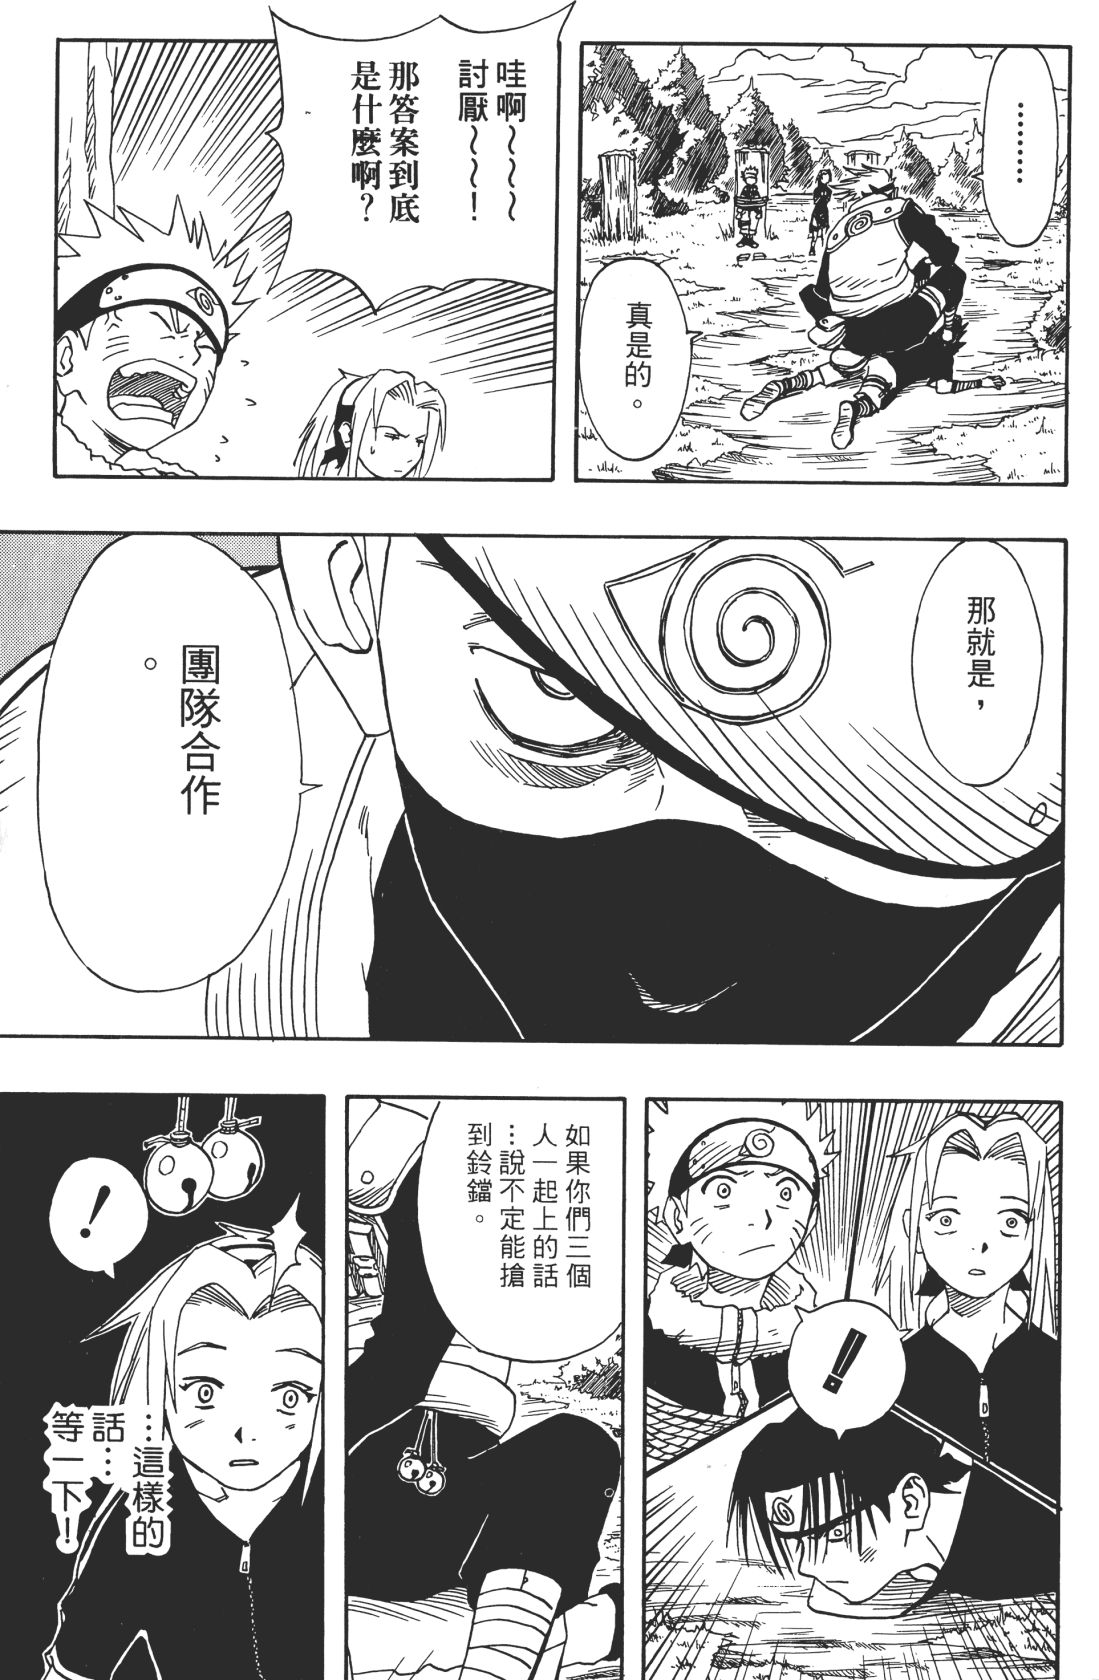 ………
真是的。
哇啊～～～～
討厭～～～！
那答案到底
是什麼啊？
那就是，
團隊合作
。
！
如果你們三個
人一起上的話
…說不定能搶
到鈴鐺。
！
…這樣的
話…
等一下！